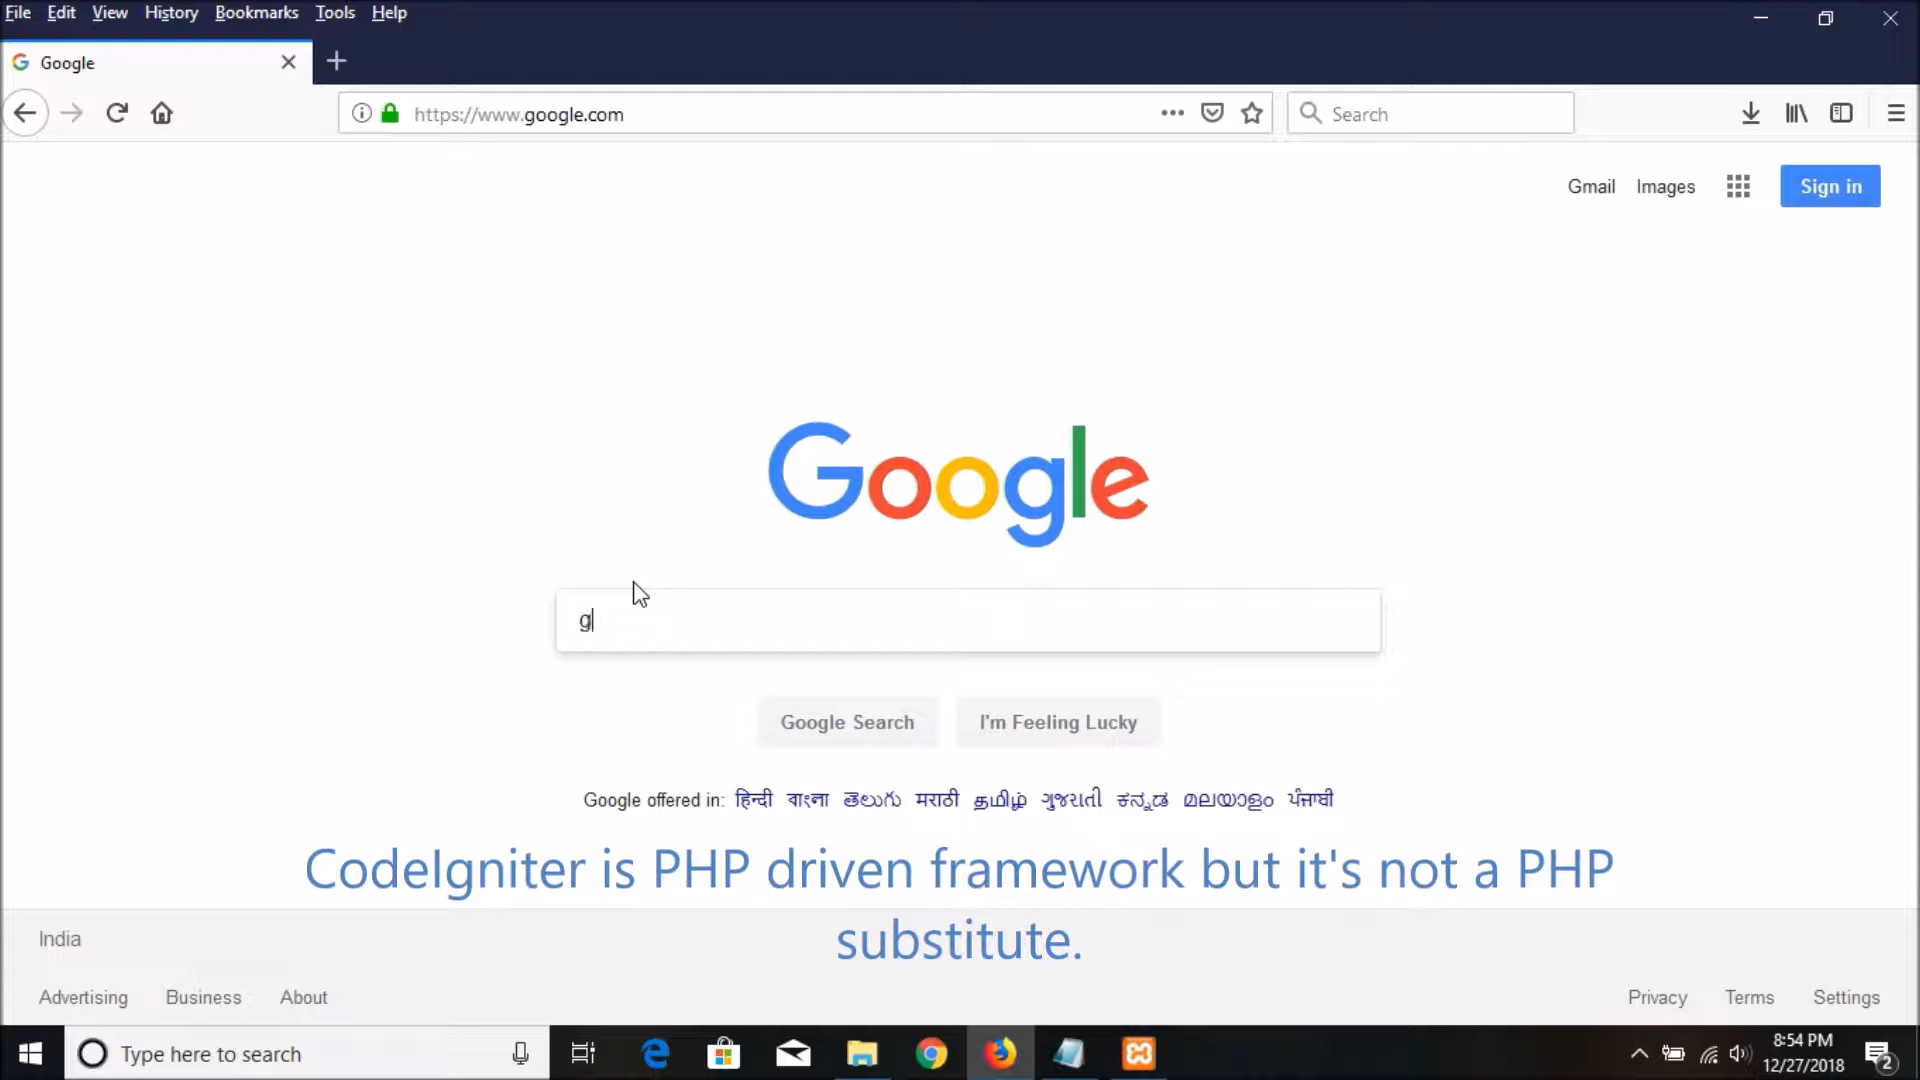 File Edit View History Bookmarks Tools Help
Google
https://www.google.com
Search
Gmail Images Sign in
Google
g
Google Search I'm Feeling Lucky
Google offered in: हिन्दी বাংলা తెలుగు मराठी தமிழ் ગુજરાતી ಕನ್ನಡ മലയാളം ਪੰਜਾਬੀ
CodeIgniter is PHP driven framework but it's not a PHP
substitute.
India
Advertising Business About Privacy Terms Settings
Type here to search
8:54 PM
12/27/2018
2